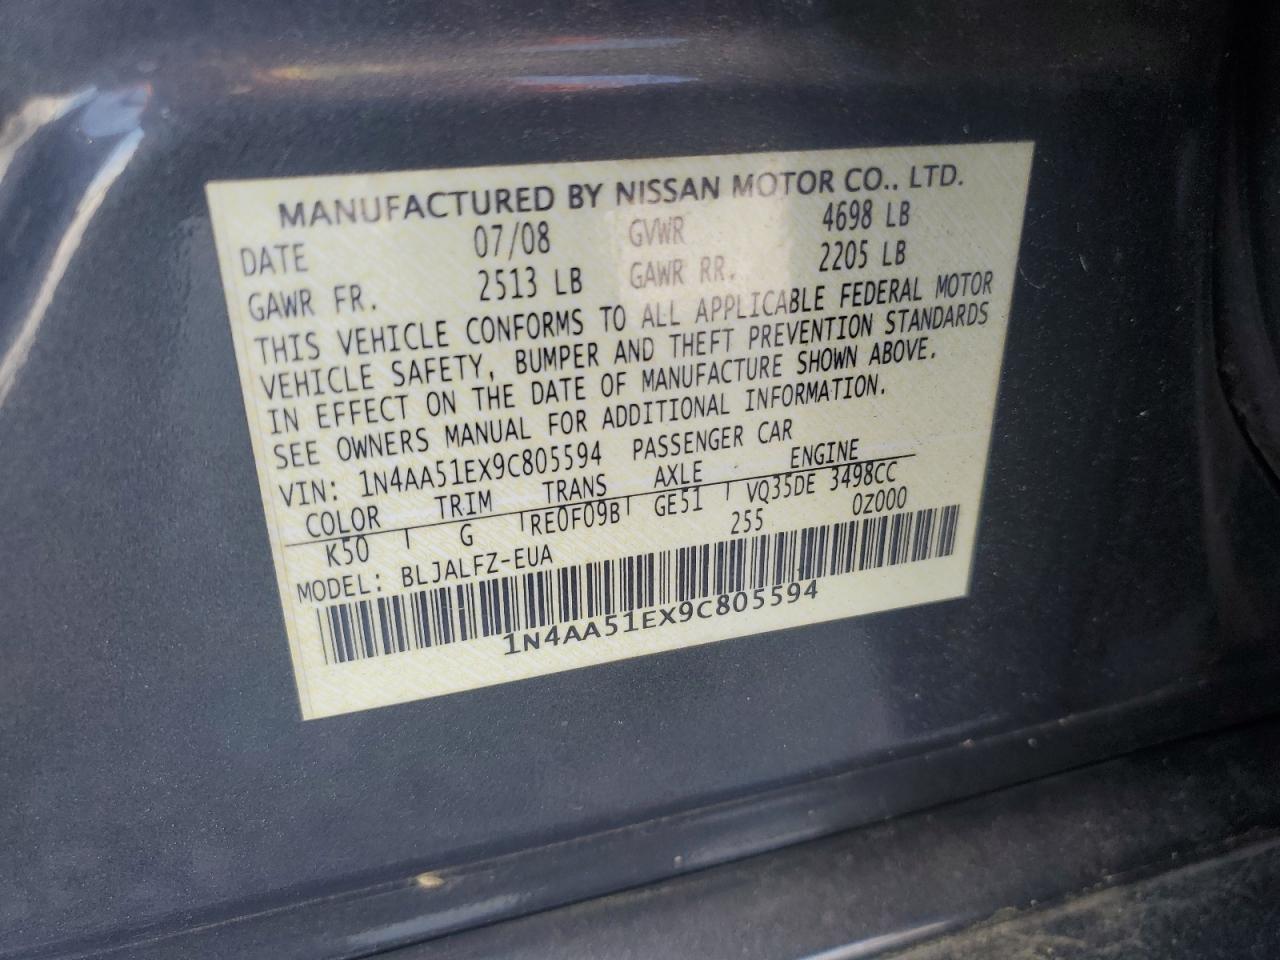 MANUFACTURED BY NISSAN MOTOR CO., LTD.
DATE 07/08 GVWR 4698 LB
GAWR FR. 2513 LB GAWR RR. 2205 LB
THIS VEHICLE CONFORMS TO ALL APPLICABLE FEDERAL MOTOR
VEHICLE SAFETY, BUMPER AND THEFT PREVENTION STANDARDS
IN EFFECT ON THE DATE OF MANUFACTURE SHOWN ABOVE.
SEE OWNERS MANUAL FOR ADDITIONAL INFORMATION.
VIN: 1N4AA51EX9C805594 PASSENGER CAR
COLOR TRIM TRANS AXLE ENGINE
K50 G RE0F09B GE51 VQ35DE 3498CC
MODEL: BLJALFZ-EUA 255 0Z000
1N4AA51EX9C805594